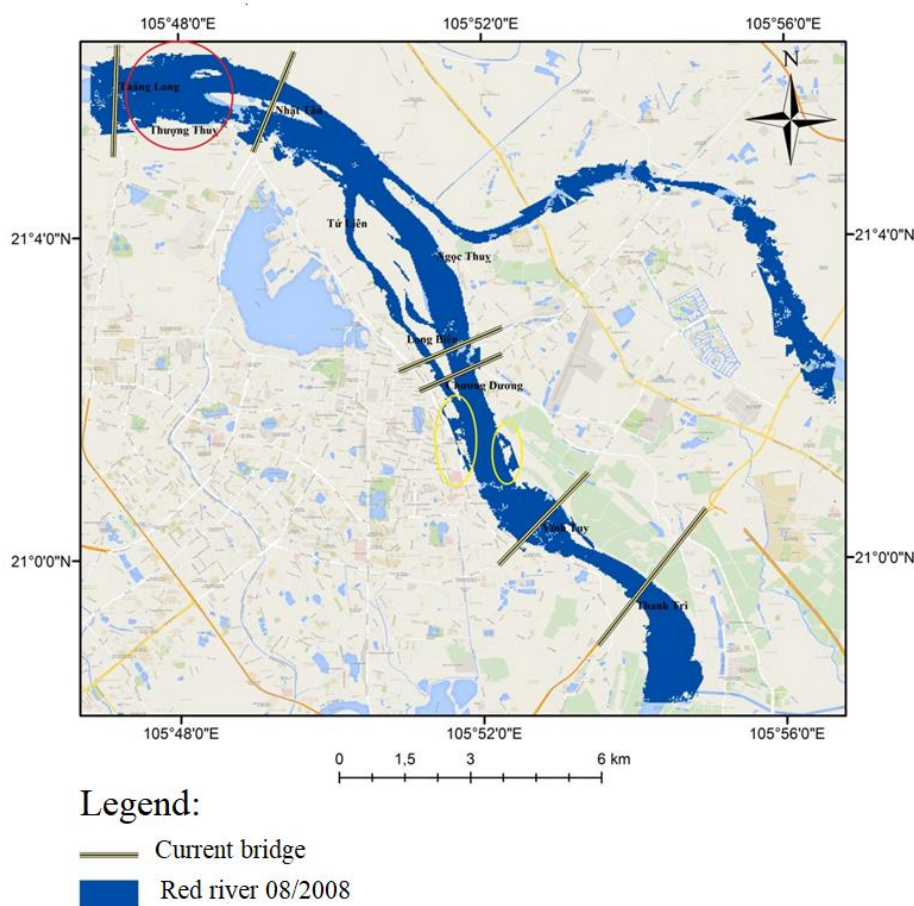 105°48'0"E 105°52'0"E 105°56'0"E
N
Thăng Long
Nhật Tân
Thượng Thụy
Tứ Liên
21°4'0"N 21°4'0"N
Ngọc Thụy
Long Biên
Chương Dương
Vĩnh Tuy
21°0'0"N 21°0'0"N
Thanh Trì
105°48'0"E 105°52'0"E 105°56'0"E
0 1,5 3 6 km
Legend:
Current bridge
Red river 08/2008